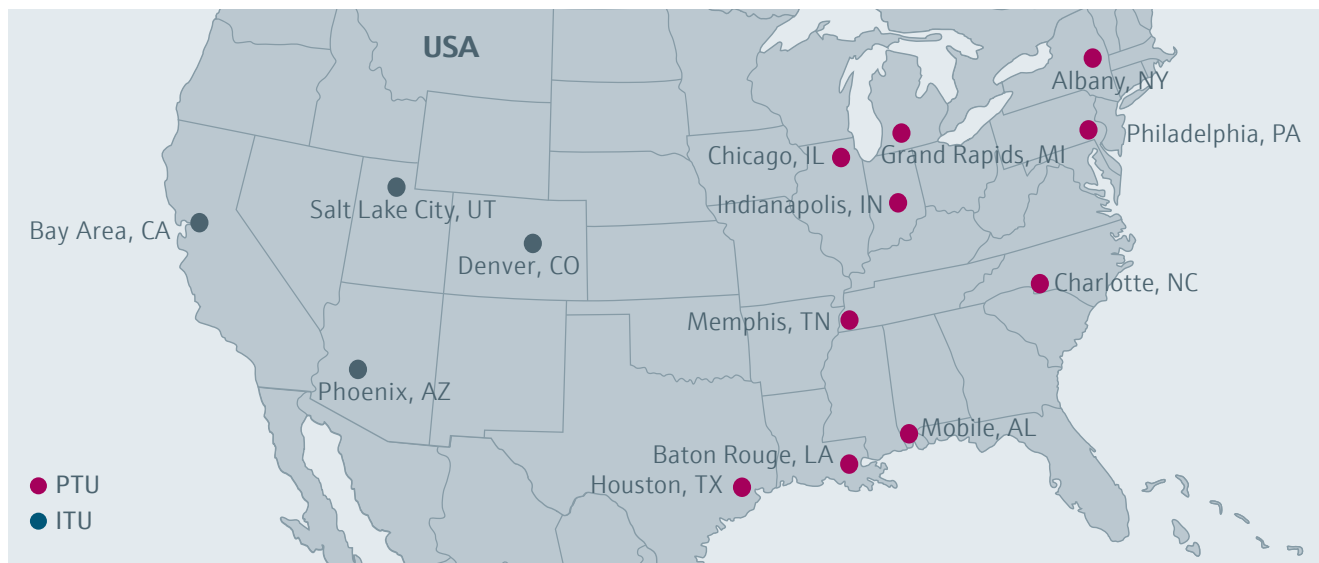 USA
Albany, NY
Philadelphia, PA
Chicago, IL
Grand Rapids, MI
Salt Lake City, UT
Indianapolis, IN
Bay Area, CA
Denver, CO
Charlotte, NC
Memphis, TN
Phoenix, AZ
Mobile, AL
Baton Rouge, LA
Houston, TX
PTU
ITU